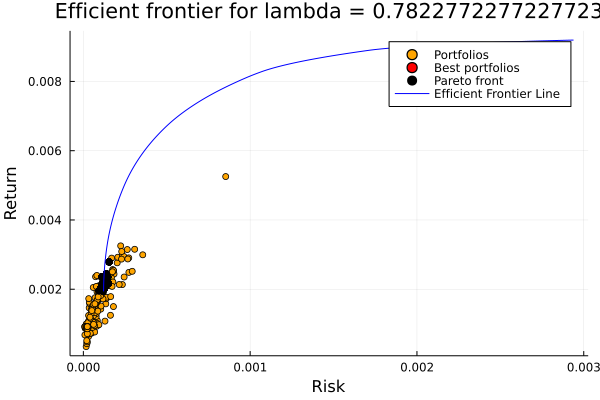 Efficient frontier for lambda = 0.7822772277227723
Portfolios
Best portfolios
Pareto front
Efficient Frontier Line
Return
0.008
0.006
0.004
0.002
0.000
0.001
0.002
0.003
Risk